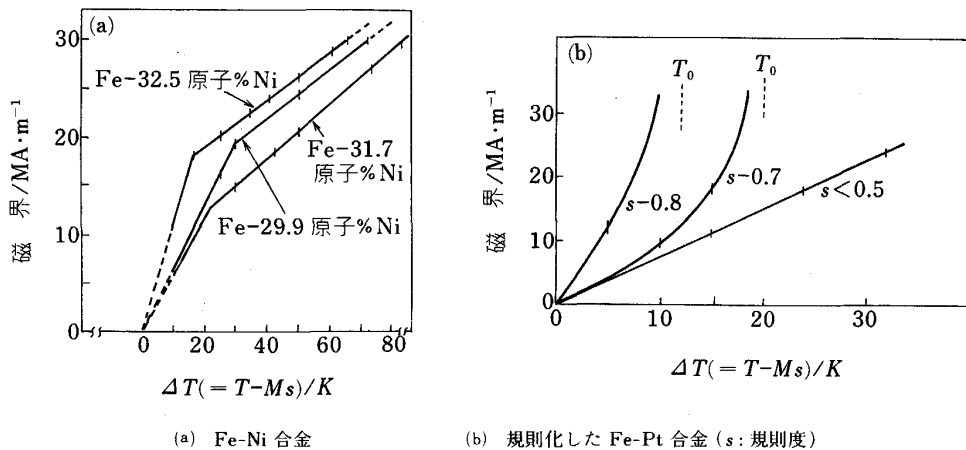 (a)
30
20
10
0
磁 界/MA・m⁻¹
Fe-32.5 原子%Ni
Fe-31.7
原子%Ni
Fe-29.9 原子%Ni
0 20 40 60 80
ΔT(=T-Ms)/K
(a) Fe-Ni 合金
(b)
30
20
10
0
磁 界/MA・m⁻¹
T₀ T₀
s~0.8
s~0.7
s<0.5
0 10 20 30
ΔT(=T-Ms)/K
(b) 規則化した Fe-Pt 合金 (s:規則度)